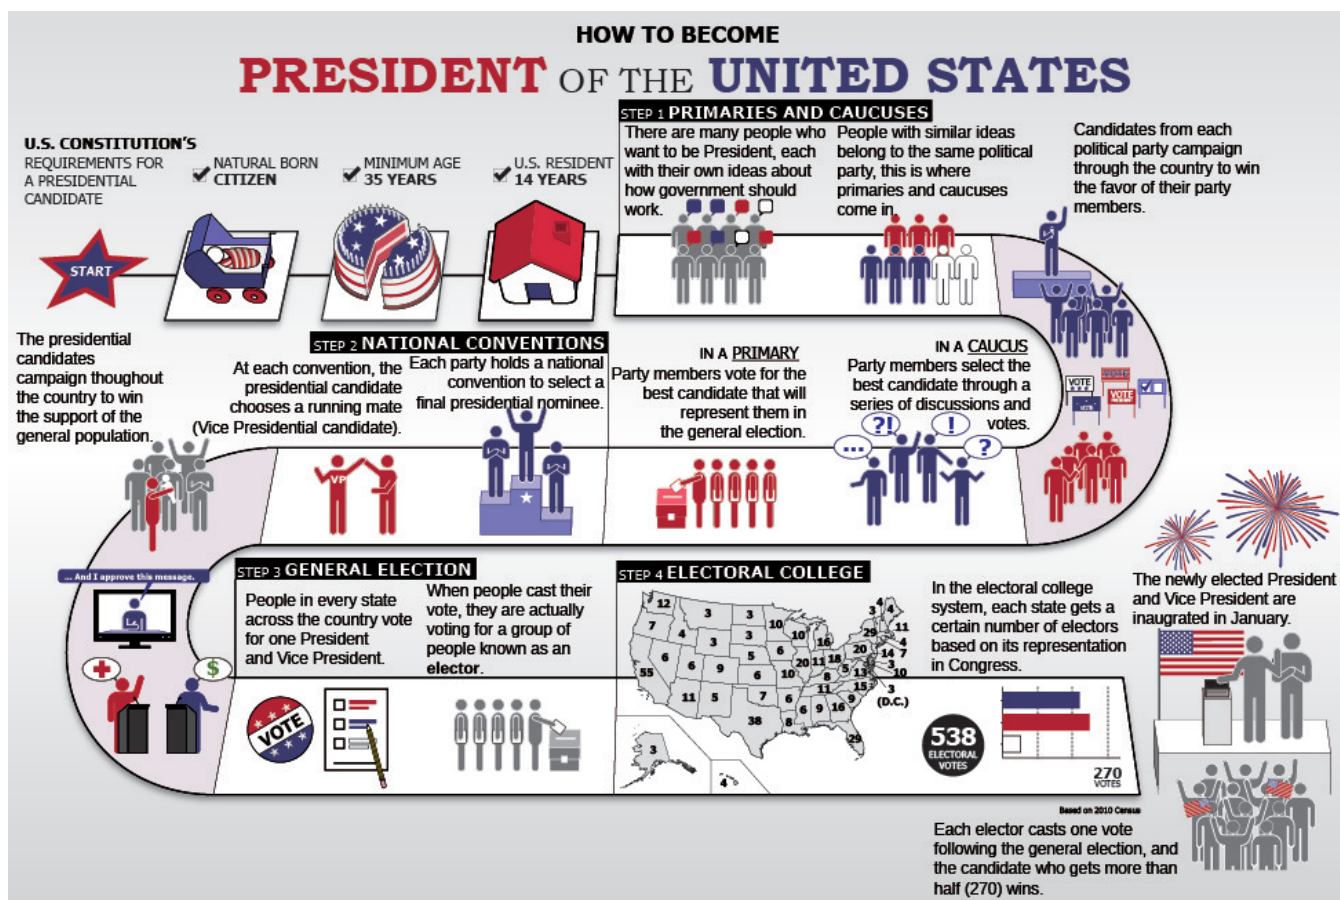 HOW TO BECOME
PRESIDENT OF THE UNITED STATES
U.S. CONSTITUTION'S
REQUIREMENTS FOR
A PRESIDENTIAL
CANDIDATE
START
NATURAL BORN
CITIZEN
MINIMUM AGE
35 YEARS
U.S. RESIDENT
14 YEARS
STEP 1 PRIMARIES AND CAUCUSES
There are many people who
want to be President, each
with their own ideas about
how government should
work.
People with similar ideas
belong to the same political
party, this is where
primaries and caucuses
come in.
Candidates from each
political party campaign
through the country to win
the favor of their party
members.
VOTE
VOTE
VOTE
VOTE
IN A CAUCUS
Party members select the
best candidate through a
series of discussions and
votes.
...
?!
!
?
IN A PRIMARY
Party members vote for the
best candidate that will
represent them in
the general election.
STEP 2 NATIONAL CONVENTIONS
Each party holds a national
convention to select a
final presidential nominee.
At each convention, the
presidential candidate
chooses a running mate
(Vice Presidential candidate).
VP
The presidential
candidates
campaign thoughout
the country to win
the support of the
general population.
... And I approve this message.
$
STEP 3 GENERAL ELECTION
People in every state
across the country vote
for one President
and Vice President.
VOTE
When people cast their
vote, they are actually
voting for a group of
people known as an
elector.
STEP 4 ELECTORAL COLLEGE
12
3
3
10
3
4
4
7
4
3
3
10
16
29
11
4
6
6
9
5
6
20
11
18
20
14
7
3
55
6
10
8
5
13
10
3
(D.C.)
11
5
7
6
11
15
9
38
8
6
9
16
29
3
4
In the electoral college
system, each state gets a
certain number of electors
based on its representation
in Congress.
538
ELECTORAL
VOTES
270
VOTES
Based on 2010 Census
Each elector casts one vote
following the general election, and
the candidate who gets more than
half (270) wins.
The newly elected President
and Vice President are
inaugrated in January.